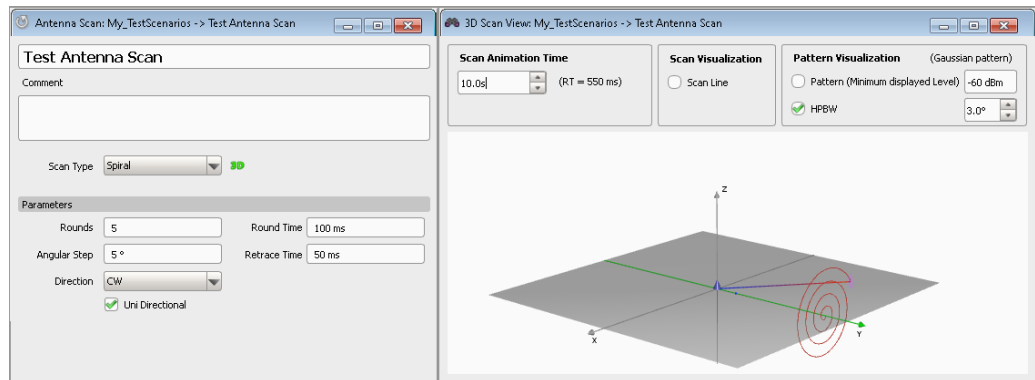 Antenna Scan: My_TestScenarios -> Test Antenna Scan
Test Antenna Scan
Comment
Scan Type Spiral 3D
Parameters
Rounds 5 Round Time 100 ms
Angular Step 5 ° Retrace Time 50 ms
Direction CW
Uni Directional
3D Scan View: My_TestScenarios -> Test Antenna Scan
Scan Animation Time
10.0s (RT = 550 ms)
Scan Visualization
Scan Line
Pattern Visualization (Gaussian pattern)
Pattern (Minimum displayed Level) -60 dBm
HPBW 3.0°
Z
X
Y